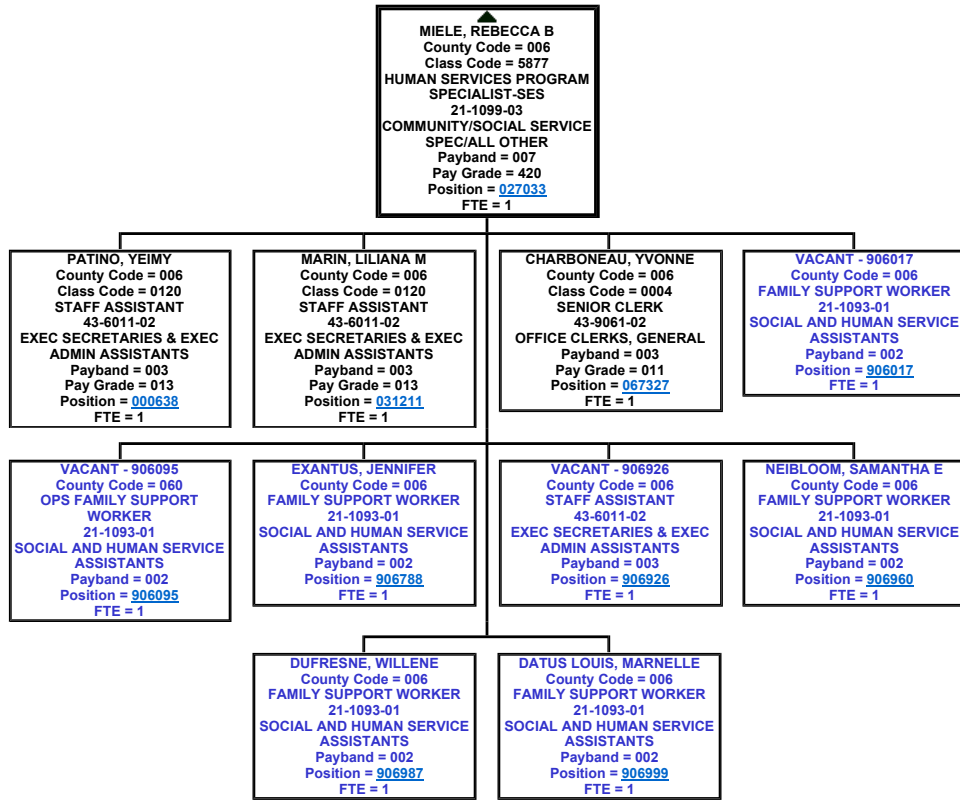 MIELE, REBECCA B
County Code = 006
Class Code = 5877
HUMAN SERVICES PROGRAM
SPECIALIST-SES
21-1099-03
COMMUNITY/SOCIAL SERVICE
SPEC/ALL OTHER
Payband = 007
Pay Grade = 420
Position = 027033
FTE = 1
PATINO, YEIMY
County Code = 006
Class Code = 0120
STAFF ASSISTANT
43-6011-02
EXEC SECRETARIES & EXEC
ADMIN ASSISTANTS
Payband = 003
Pay Grade = 013
Position = 000638
FTE = 1
MARIN, LILIANA M
County Code = 006
Class Code = 0120
STAFF ASSISTANT
43-6011-02
EXEC SECRETARIES & EXEC
ADMIN ASSISTANTS
Payband = 003
Pay Grade = 013
Position = 031211
FTE = 1
CHARBONEAU, YVONNE
County Code = 006
Class Code = 0004
SENIOR CLERK
43-9061-02
OFFICE CLERKS, GENERAL
Payband = 003
Pay Grade = 011
Position = 067327
FTE = 1
VACANT - 906017
County Code = 006
FAMILY SUPPORT WORKER
21-1093-01
SOCIAL AND HUMAN SERVICE
ASSISTANTS
Payband = 002
Position = 906017
FTE = 1
VACANT - 906095
County Code = 060
OPS FAMILY SUPPORT
WORKER
21-1093-01
SOCIAL AND HUMAN SERVICE
ASSISTANTS
Payband = 002
Position = 906095
FTE = 1
EXANTUS, JENNIFER
County Code = 006
FAMILY SUPPORT WORKER
21-1093-01
SOCIAL AND HUMAN SERVICE
ASSISTANTS
Payband = 002
Position = 906788
FTE = 1
VACANT - 906926
County Code = 006
STAFF ASSISTANT
43-6011-02
EXEC SECRETARIES & EXEC
ADMIN ASSISTANTS
Payband = 003
Position = 906926
FTE = 1
NEIBLOOM, SAMANTHA E
County Code = 006
FAMILY SUPPORT WORKER
21-1093-01
SOCIAL AND HUMAN SERVICE
ASSISTANTS
Payband = 002
Position = 906960
FTE = 1
DUFRESNE, WILLENE
County Code = 006
FAMILY SUPPORT WORKER
21-1093-01
SOCIAL AND HUMAN SERVICE
ASSISTANTS
Payband = 002
Position = 906987
FTE = 1
DATUS LOUIS, MARNELLE
County Code = 006
FAMILY SUPPORT WORKER
21-1093-01
SOCIAL AND HUMAN SERVICE
ASSISTANTS
Payband = 002
Position = 906999
FTE = 1